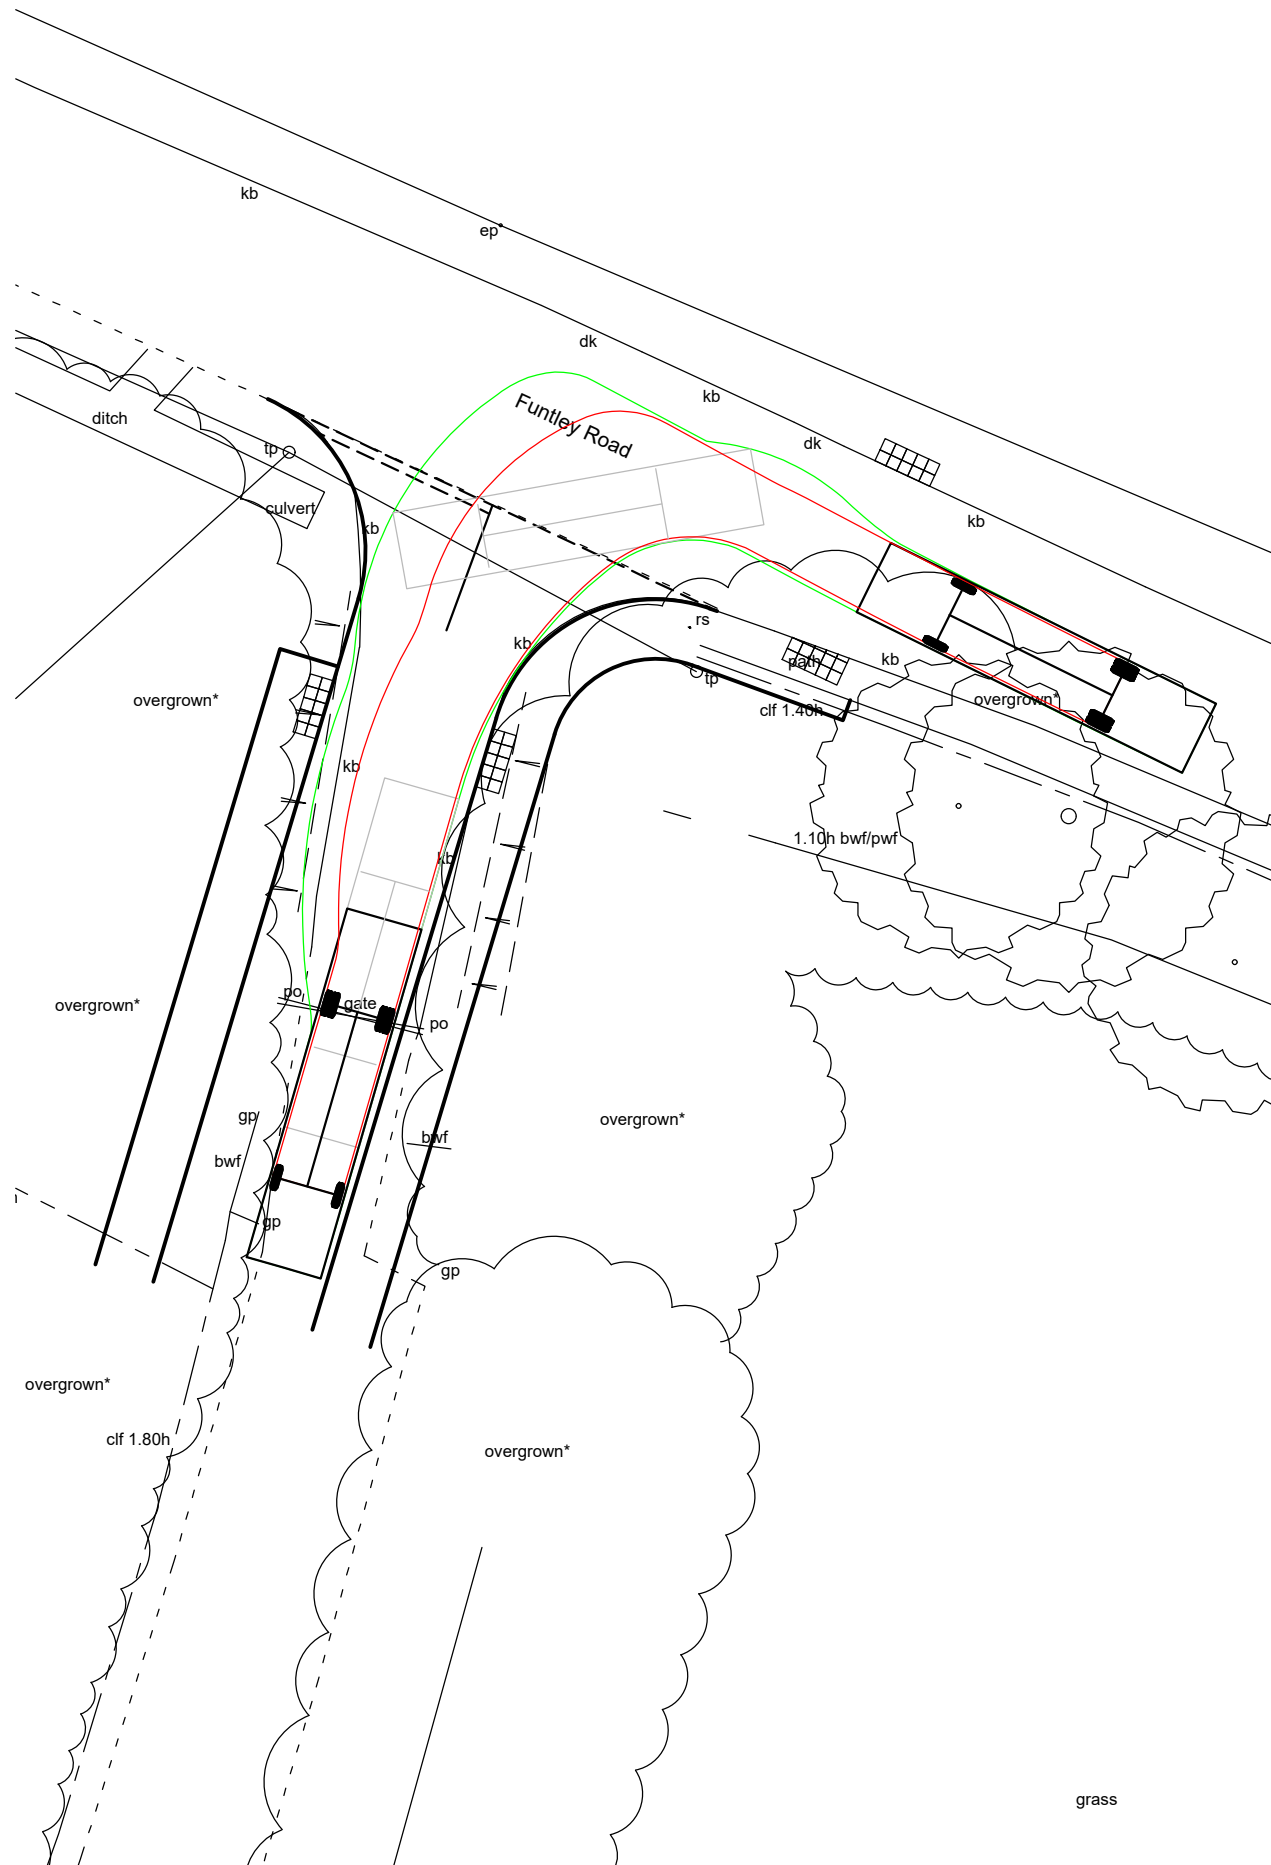 kb
ep
dk
kb
Funtley Road
ditch
dk
tp
culvert
kb
kb
rs
kb
path
kb
tp
overgrown*
overgrown*
clf 1.40h
kb
1.10h bwf/pwf
kb
po
gate
overgrown*
po
gp
overgrown*
bwf
bwf
gp
gp
overgrown*
clf 1.80h
overgrown*
grass